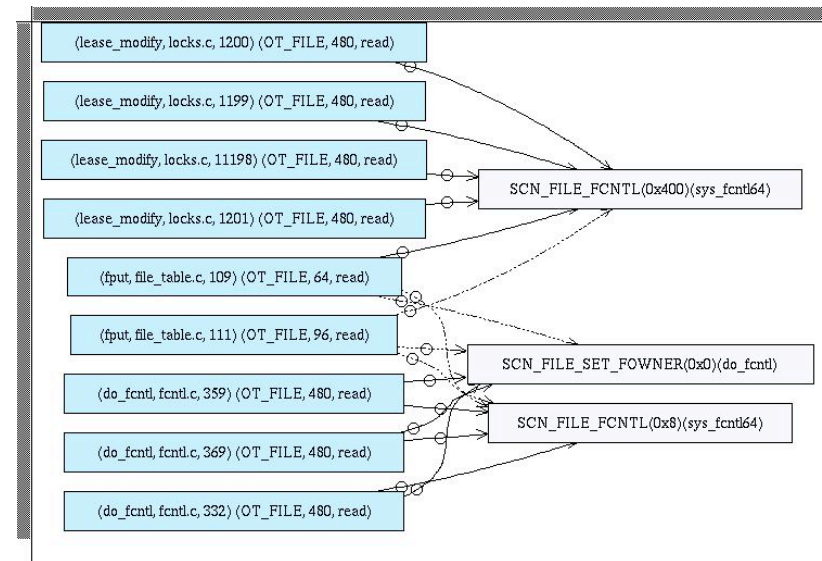 (lease_modify, locks.c, 1200) (OT_FILE, 480, read)
(lease_modify, locks.c, 1199) (OT_FILE, 480, read)
(lease_modify, locks.c, 11198) (OT_FILE, 480, read)
SCN_FILE_FCNTL(0x400)(sys_fcntl64)
(lease_modify, locks.c, 1201) (OT_FILE, 480, read)
(fput, file_table.c, 109) (OT_FILE, 64, read)
(fput, file_table.c, 111) (OT_FILE, 96, read)
SCN_FILE_SET_FOWNER(0x0)(do_fcntl)
(do_fcntl, fcntl.c, 359) (OT_FILE, 480, read)
SCN_FILE_FCNTL(0x8)(sys_fcntl64)
(do_fcntl, fcntl.c, 369) (OT_FILE, 480, read)
(do_fcntl, fcntl.c, 332) (OT_FILE, 480, read)